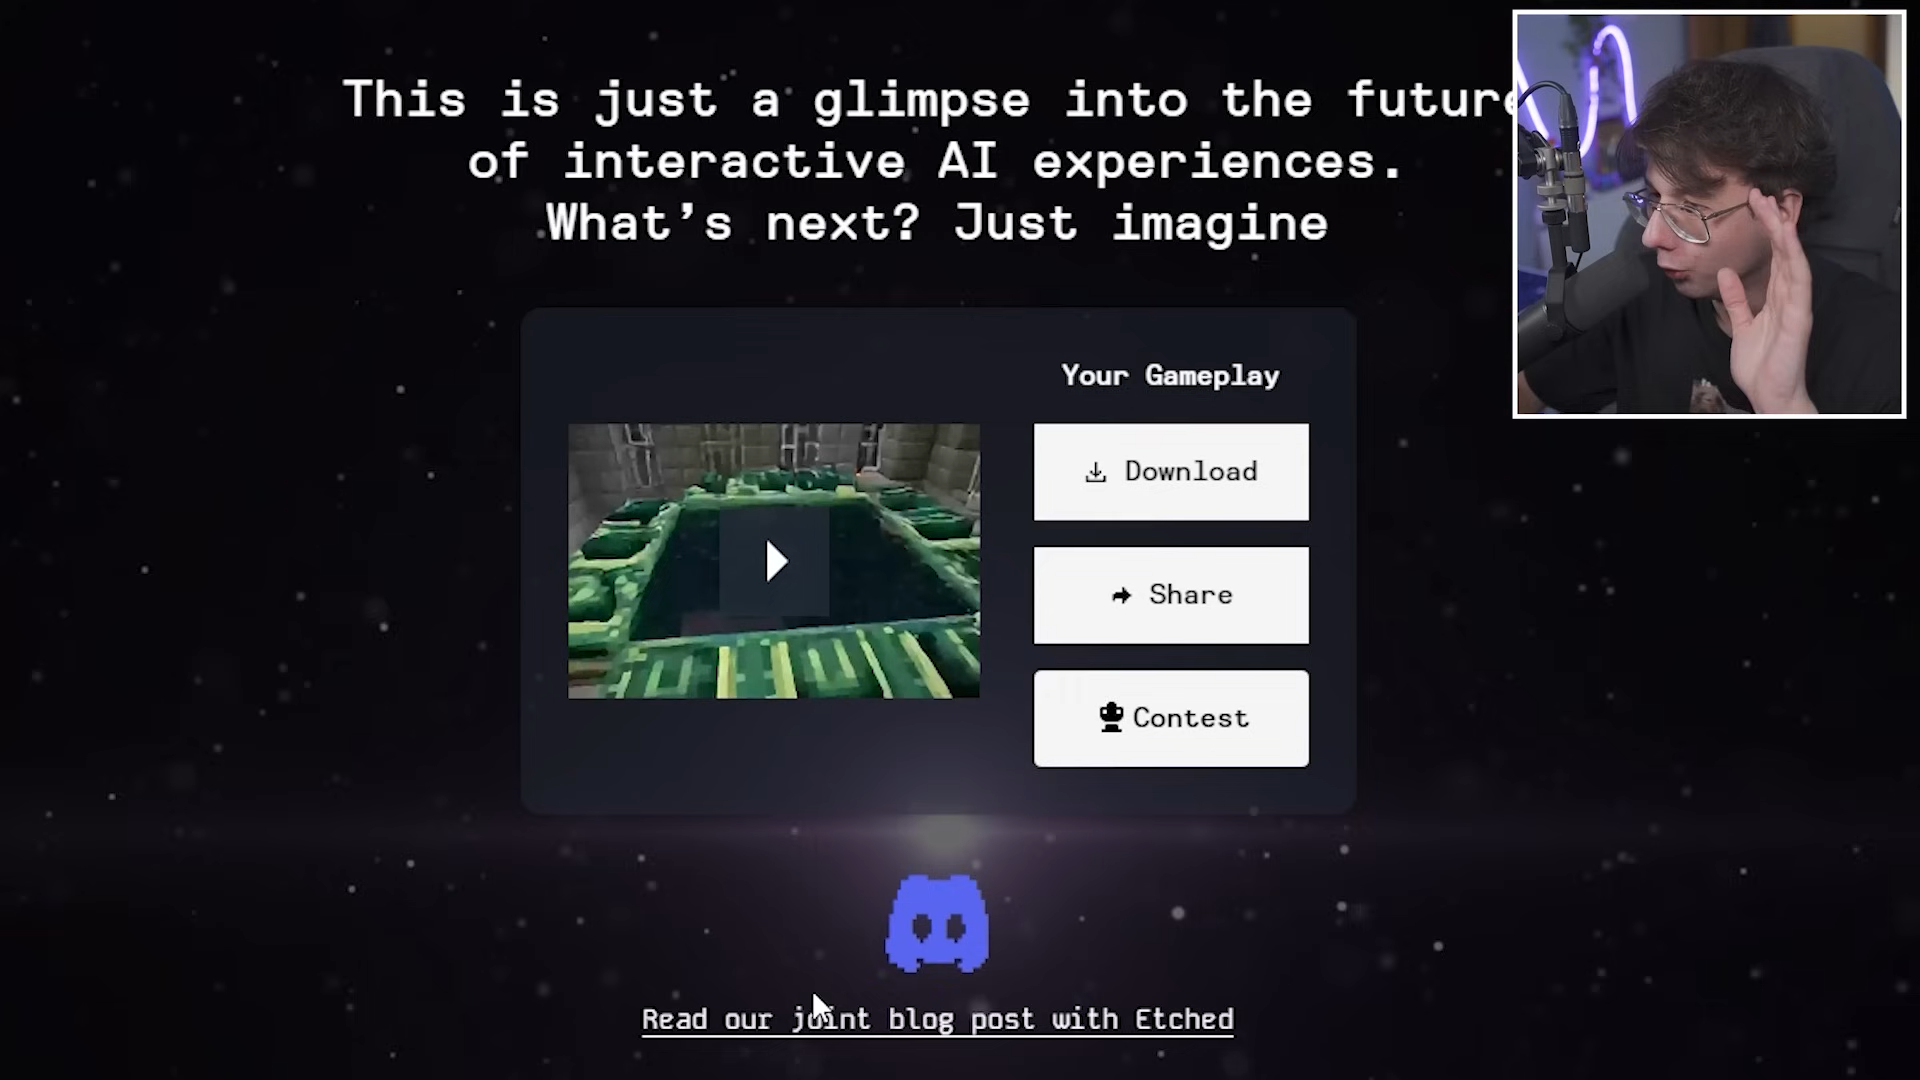 This is just a glimpse into the future
of interactive AI experiences.
What’s next? Just imagine
Your Gameplay
Download
Share
Contest
Read our joint blog post with Etched